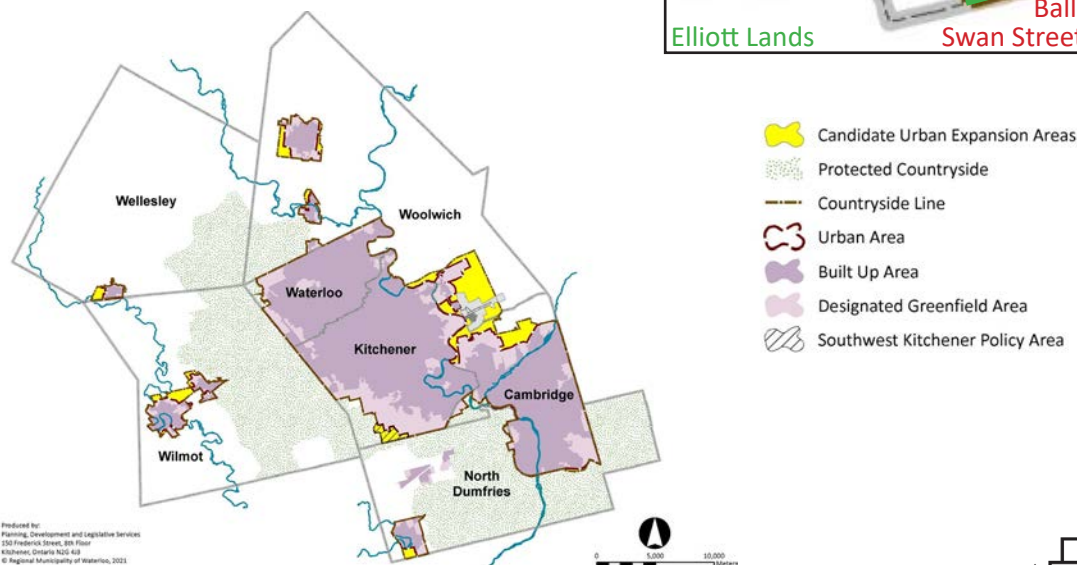 Ball
Elliott Lands
Swan Street
Candidate Urban Expansion Areas
Protected Countryside
Countryside Line
Urban Area
Built Up Area
Designated Greenfield Area
Southwest Kitchener Policy Area
Wellesley
Woolwich
Waterloo
Kitchener
Cambridge
Wilmot
North
Dumfries
Produced by:
Planning, Development and Legislative Services
150 Frederick Street, 8th Floor
Kitchener, Ontario N2G 4J3
© Regional Municipality of Waterloo, 2021
0 5,000 10,000
Meters